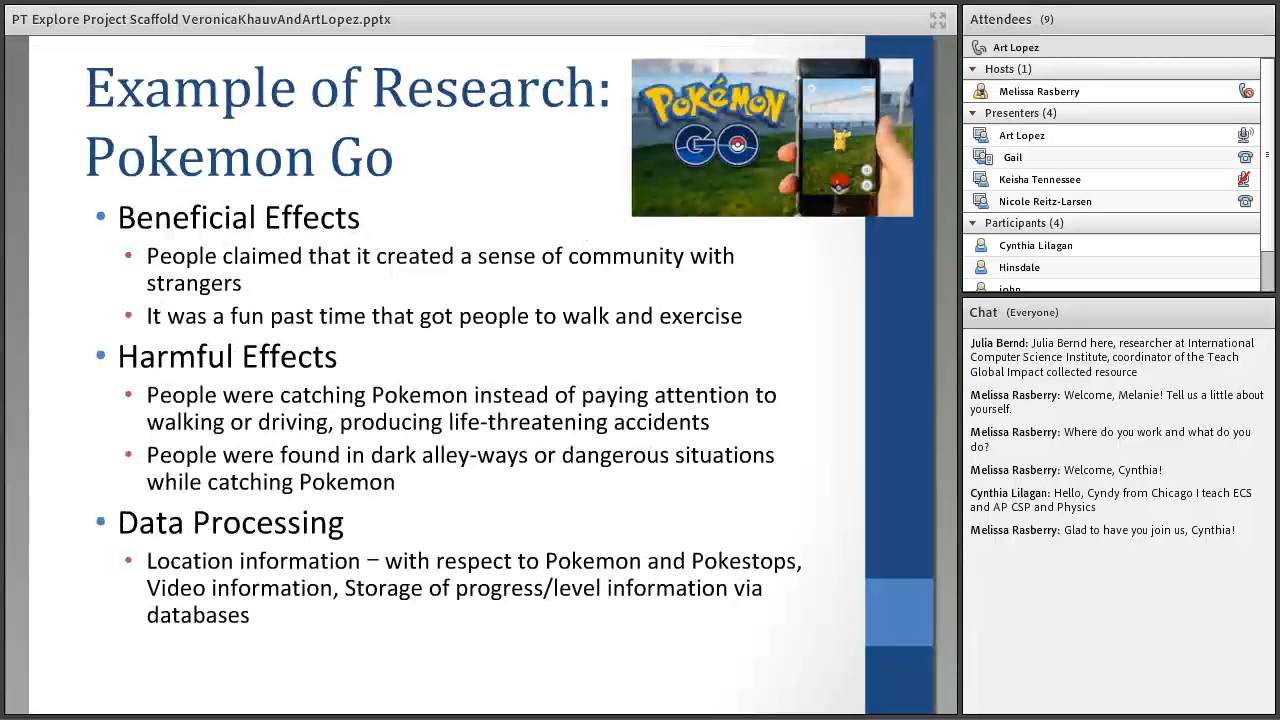 PT Explore Project Scaffold VeronicaKhauvAndArtLopez.pptx
Example of Research:
Pokemon Go
POKéMON
GO
• Beneficial Effects
• People claimed that it created a sense of community with
strangers
• It was a fun past time that got people to walk and exercise
• Harmful Effects
• People were catching Pokemon instead of paying attention to
walking or driving, producing life-threatening accidents
• People were found in dark alley-ways or dangerous situations
while catching Pokemon
• Data Processing
• Location information – with respect to Pokemon and Pokestops,
Video information, Storage of progress/level information via
databases
Attendees (9)
Art Lopez
Hosts (1)
Melissa Rasberry
Presenters (4)
Art Lopez
Gail
Keisha Tennessee
Nicole Reitz-Larsen
Participants (4)
Cynthia Lilagan
Hinsdale
john
Chat (Everyone)
Julia Bernd: Julia Bernd here, researcher at International
Computer Science Institute, coordinator of the Teach
Global Impact collected resource
Melissa Rasberry: Welcome, Melanie! Tell us a little about
yourself.
Melissa Rasberry: Where do you work and what do you
do?
Melissa Rasberry: Welcome, Cynthia!
Cynthia Lilagan: Hello, Cyndy from Chicago I teach ECS
and AP CSP and Physics
Melissa Rasberry: Glad to have you join us, Cynthia!